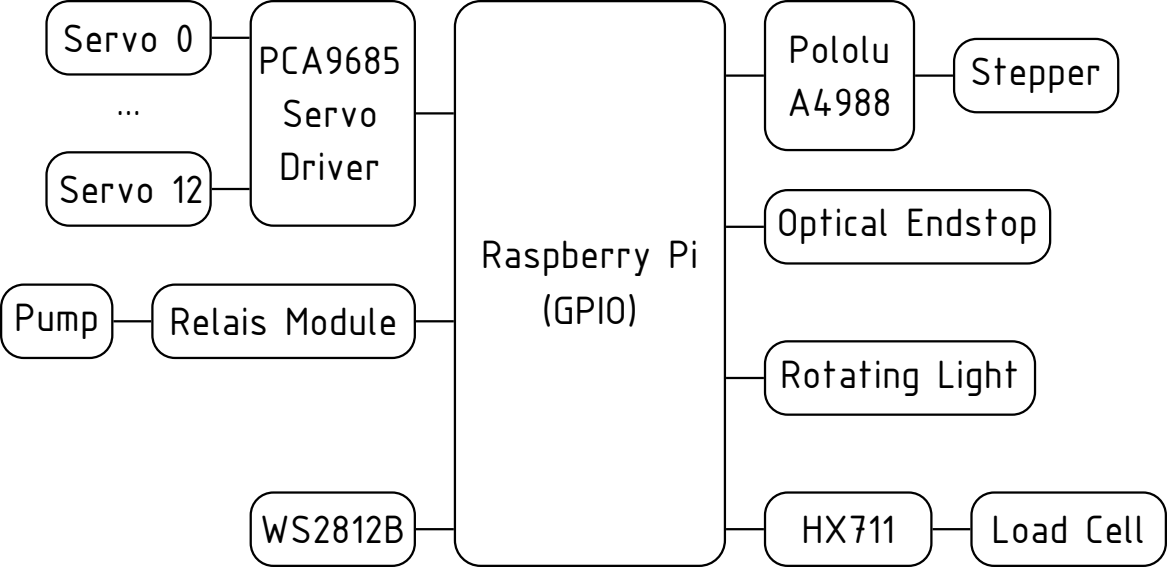 Servo 0
...
Servo 12
PCA9685
Servo
Driver
Pump
Relais Module
WS2812B
Raspberry Pi
(GPIO)
Pololu
A4988
Stepper
Optical Endstop
Rotating Light
HX711
Load Cell